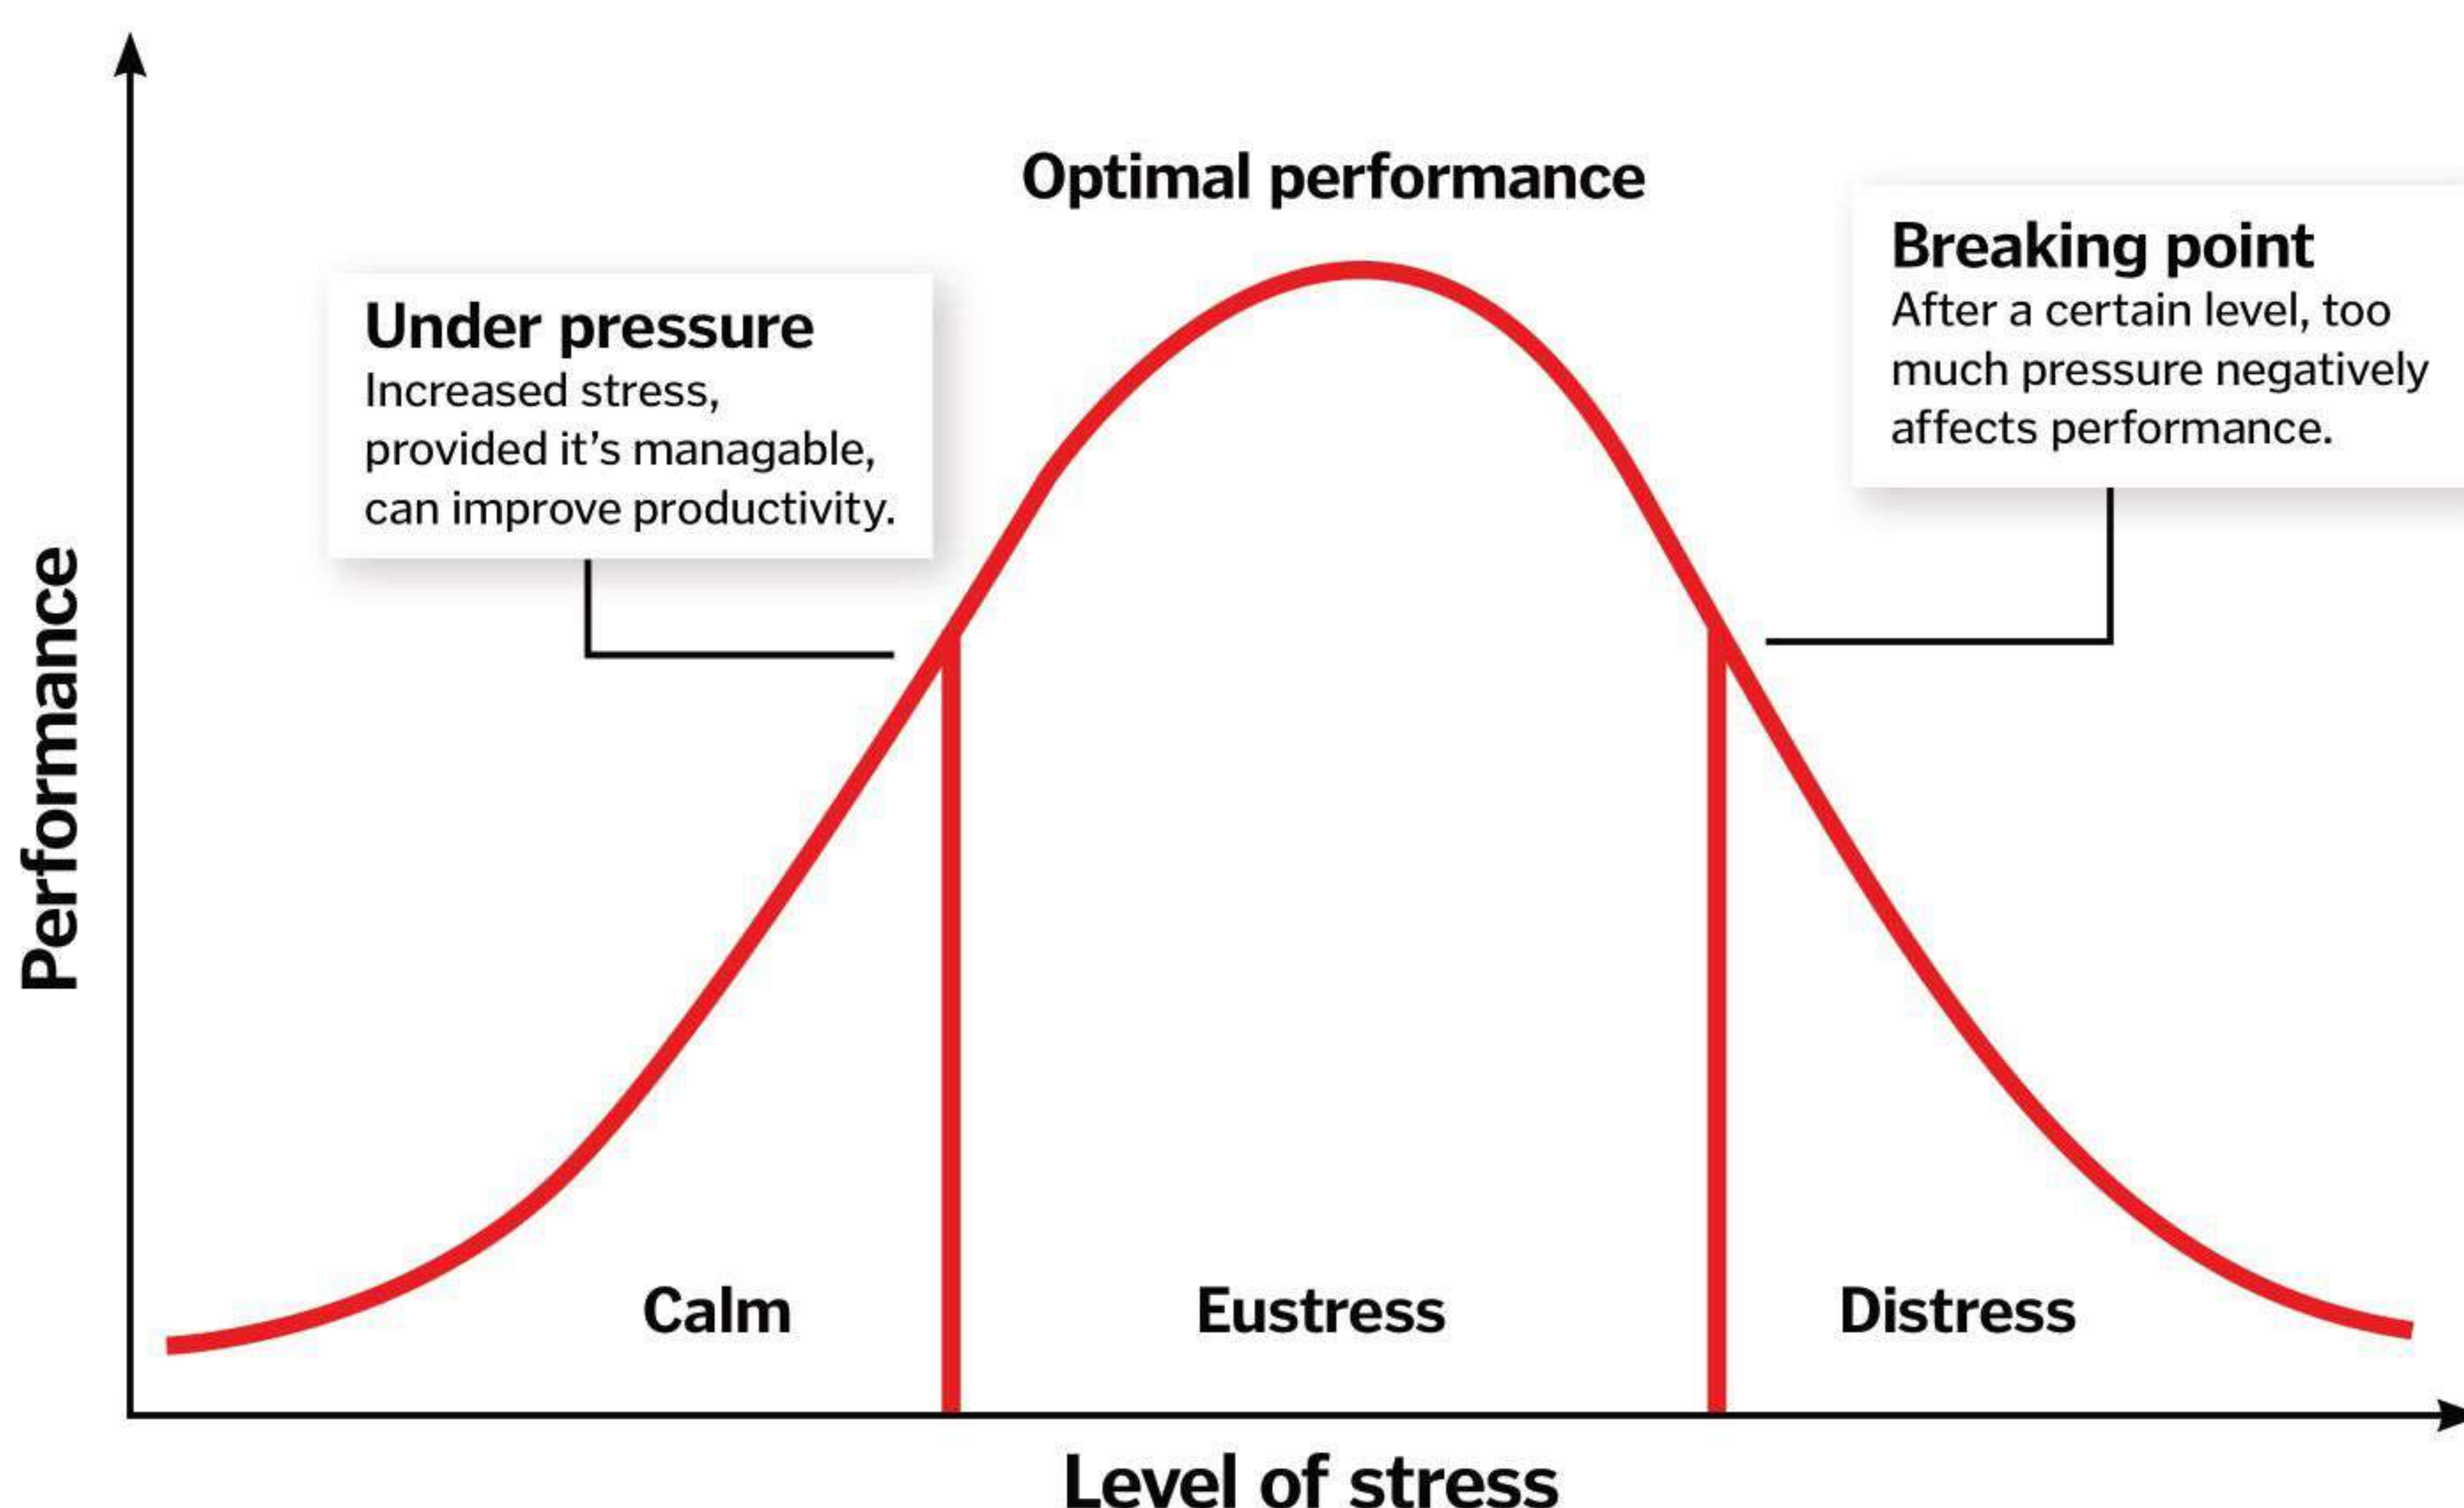 Optimal performance
Under pressure
Increased stress,
provided it's managable,
can improve productivity.
Breaking point
After a certain level, too
much pressure negatively
affects performance.
Performance
Calm
Eustress
Distress
Level of stress